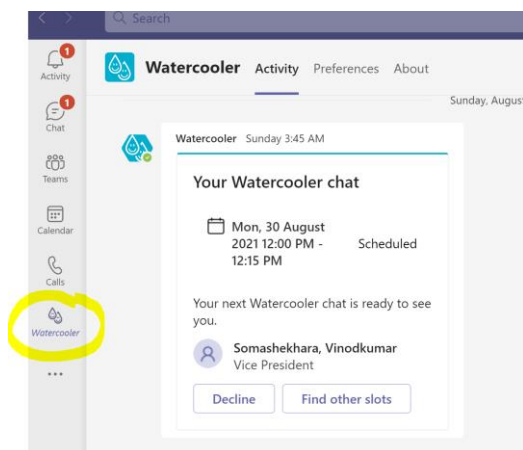 Search
1
Activity
1
Chat
Teams
Calendar
Calls
Watercooler
Watercooler Activity Preferences About
Sunday, August
Watercooler Sunday 3:45 AM
Your Watercooler chat
Mon, 30 August
2021 12:00 PM - Scheduled
12:15 PM
Your next Watercooler chat is ready to see
you.
Somashekhara, Vinodkumar
Vice President
Decline Find other slots